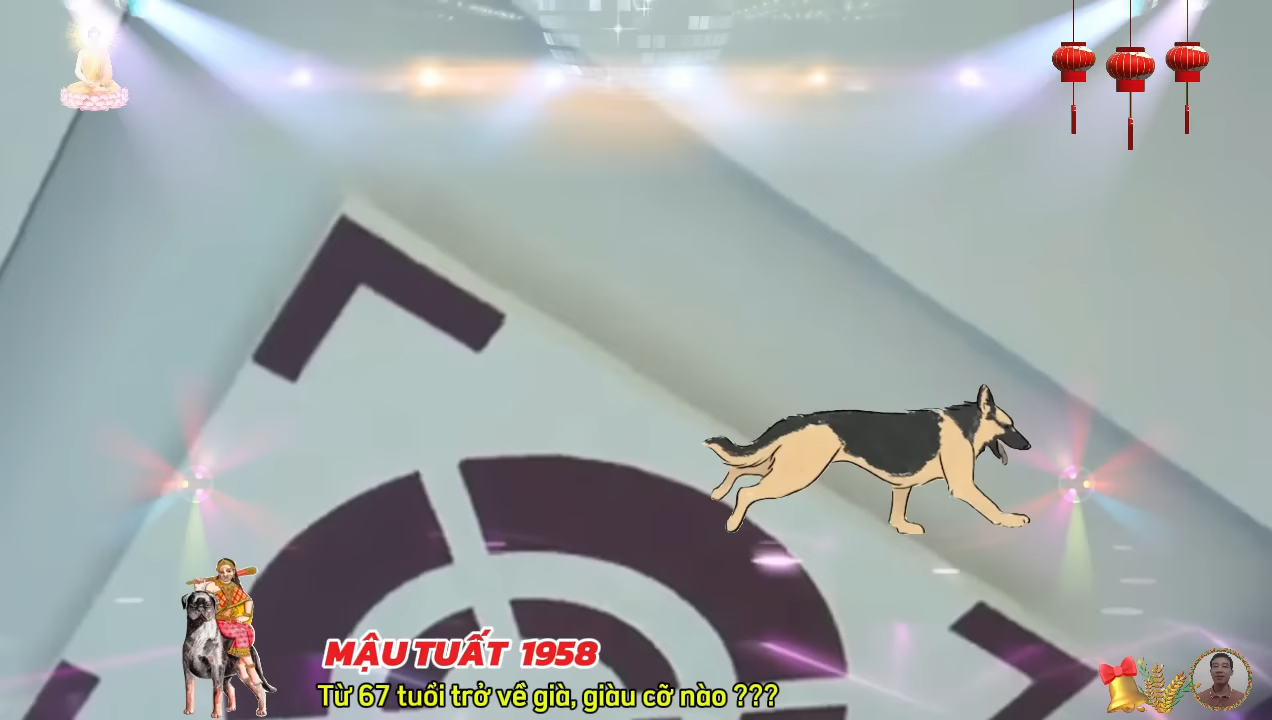 MẬU TUẤT 1958
Từ 67 tuổi trở về già, giàu cỡ nào ???